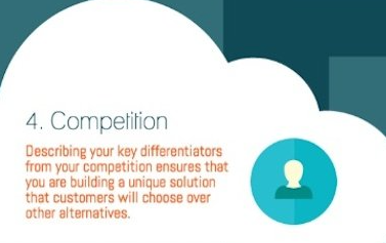 4. Competition
Describing your key differentiators
from your competition ensures that
you are building a unique solution
that customers will choose over
other alternatives.